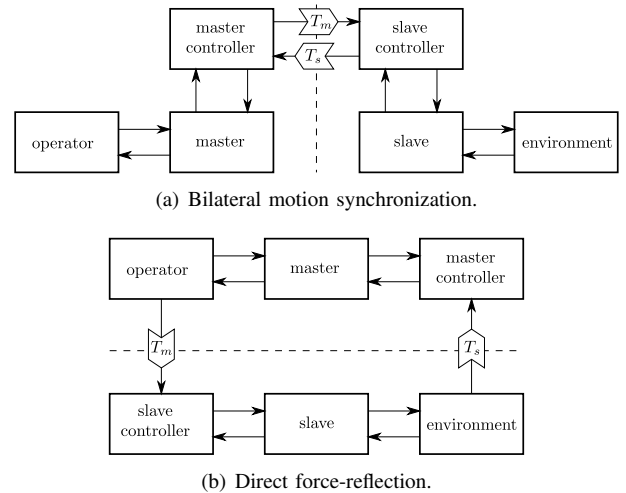 master
controller
T_m
T_s
slave
controller
operator
master
slave
environment
(a) Bilateral motion synchronization.
operator
master
master
controller
T_m
T_s
slave
controller
slave
environment
(b) Direct force-reflection.